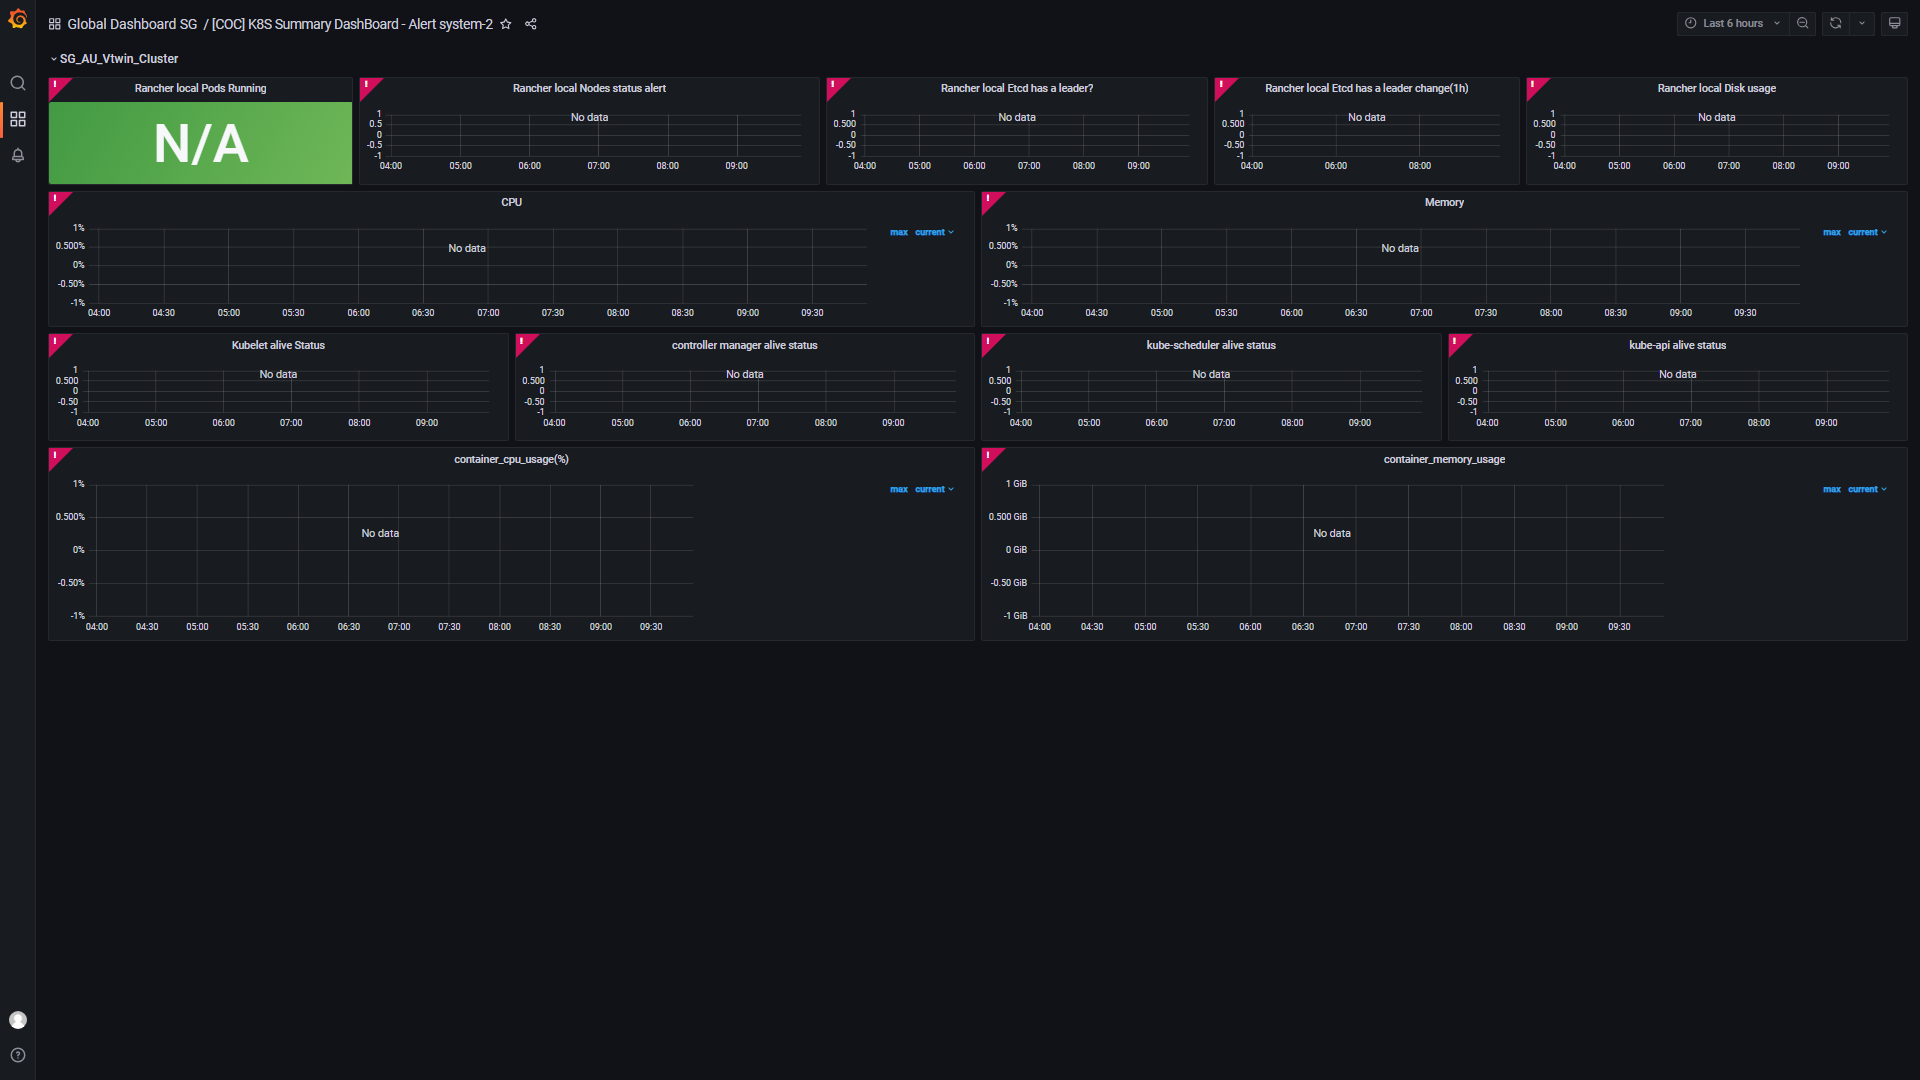 Global Dashboard SG / [COC] K8S Summary DashBoard - Alert system-2
Last 6 hours
SG_AU_Vtwin_Cluster
Rancher local Pods Running
N/A
Rancher local Nodes status alert
1
0.5
0
-0.5
-1
No data
04:00 05:00 06:00 07:00 08:00 09:00
Rancher local Etcd has a leader?
1
0.500
0
-0.50
-1
No data
04:00 05:00 06:00 07:00 08:00 09:00
Rancher local Etcd has a leader change(1h)
1
0.500
0
-0.50
-1
No data
04:00 06:00 08:00
Rancher local Disk usage
1
0.500
0
-0.50
-1
No data
04:00 05:00 06:00 07:00 08:00 09:00
CPU
1%
0.500%
0%
-0.50%
-1%
No data
max current
04:00 04:30 05:00 05:30 06:00 06:30 07:00 07:30 08:00 08:30 09:00 09:30
Memory
1%
0.500%
0%
-0.50%
-1%
No data
max current
04:00 04:30 05:00 05:30 06:00 06:30 07:00 07:30 08:00 08:30 09:00 09:30
Kubelet alive Status
1
0.500
0
-0.50
-1
No data
04:00 05:00 06:00 07:00 08:00 09:00
controller manager alive status
1
0.500
0
-0.50
-1
No data
04:00 05:00 06:00 07:00 08:00 09:00
kube-scheduler alive status
1
0.500
0
-0.50
-1
No data
04:00 05:00 06:00 07:00 08:00 09:00
kube-api alive status
1
0.500
0
-0.50
-1
No data
04:00 05:00 06:00 07:00 08:00 09:00
container_cpu_usage(%)
1%
0.500%
0%
-0.50%
-1%
No data
max current
04:00 04:30 05:00 05:30 06:00 06:30 07:00 07:30 08:00 08:30 09:00 09:30
container_memory_usage
1 GiB
0.500 GiB
0 GiB
-0.50 GiB
-1 GiB
No data
max current
04:00 04:30 05:00 05:30 06:00 06:30 07:00 07:30 08:00 08:30 09:00 09:30